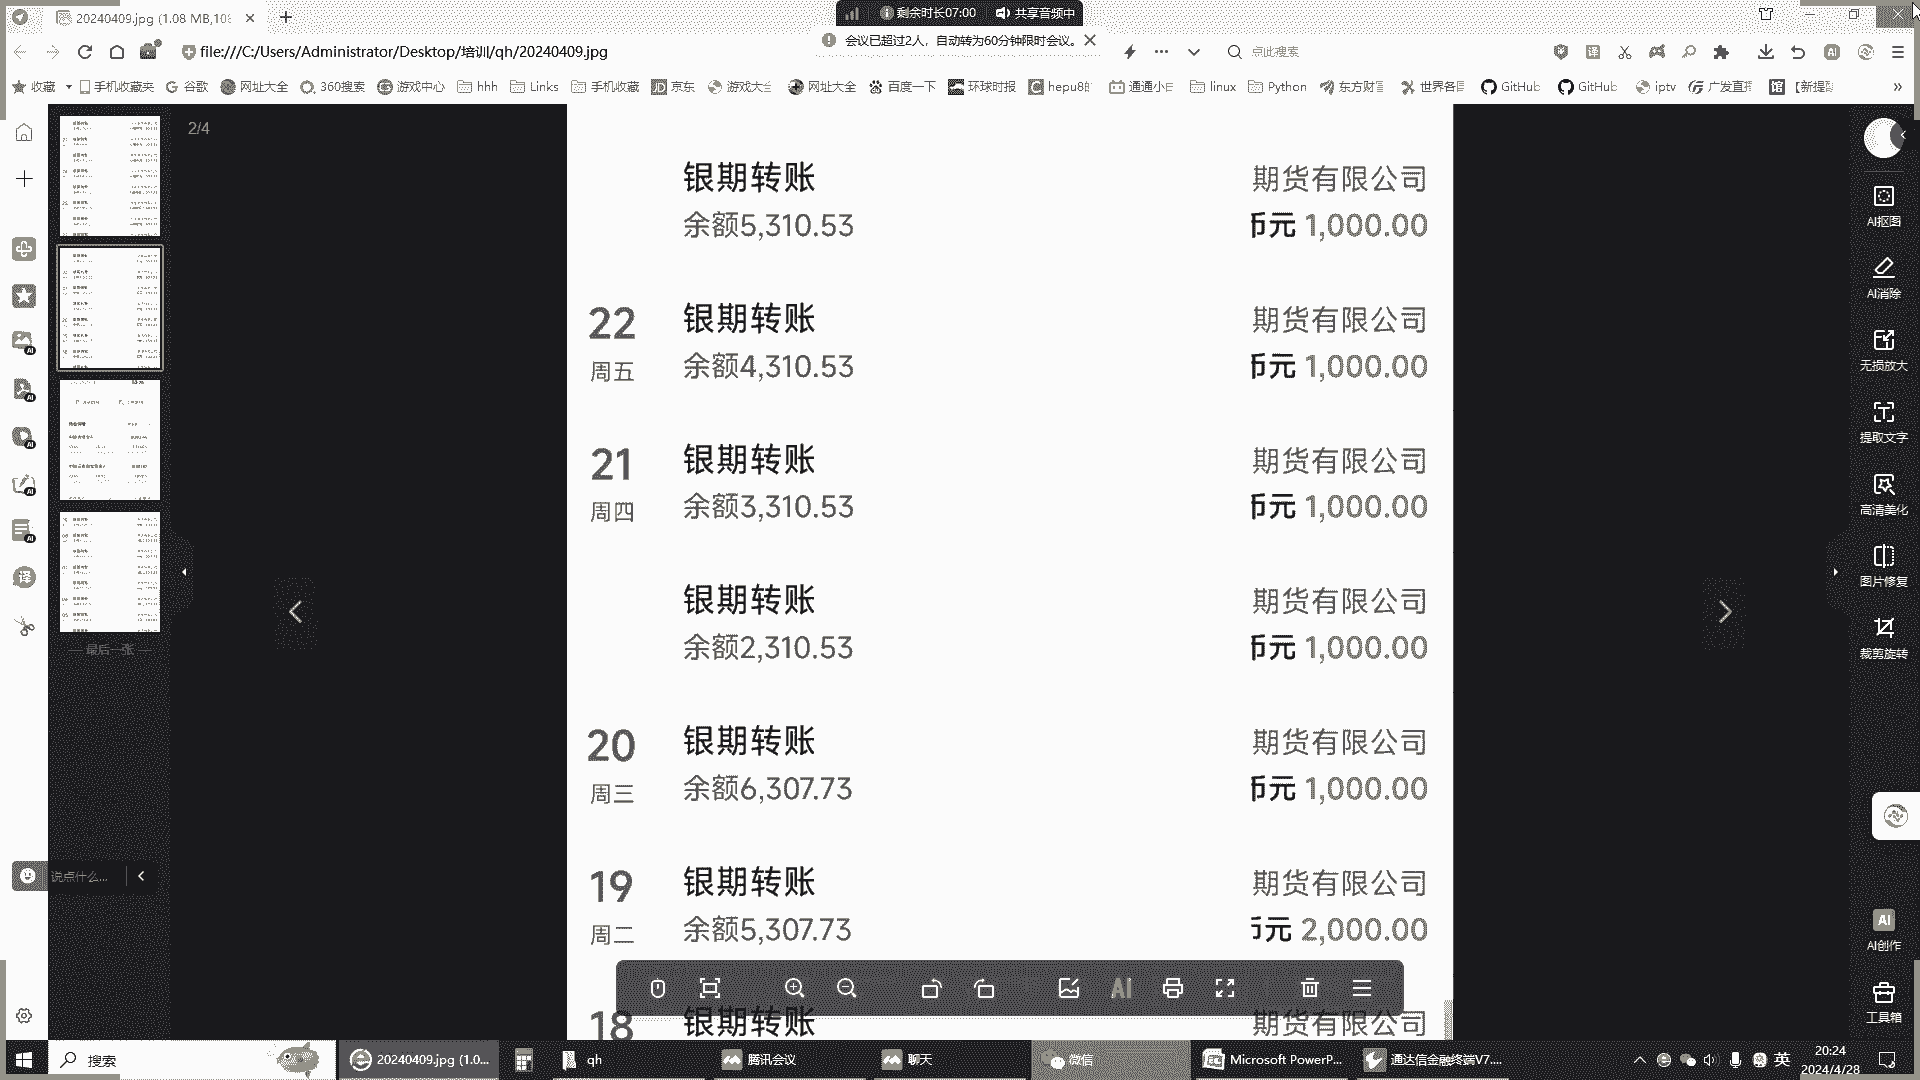 20240409.jpg (1.08 MB,10
剩余时长07:00 共享音频中
会议已超过2人，自动转为60分钟限时会议。
file:///C:/Users/Administrator/Desktop/培训/qh/20240409.jpg
点此搜索
收藏 手机收藏夹 谷歌 网址大全 360搜索 游戏中心 hhh Links 手机收藏 京东 游戏大全 网址大全 百度一下 环球时报 hepu8的 通通小 linux Python 东方财富 世界各国 GitHub GitHub iptv 广发直播 【新提
2/4
银期转账 期货有限公司
余额5,310.53 币元 1,000.00
22 银期转账 期货有限公司
周五 余额4,310.53 币元 1,000.00
21 银期转账 期货有限公司
周四 余额3,310.53 币元 1,000.00
银期转账 期货有限公司
余额2,310.53 币元 1,000.00
20 银期转账 期货有限公司
周三 余额6,307.73 币元 1,000.00
19 银期转账 期货有限公司
周二 余额5,307.73 币元 2,000.00
18 银期转账 期货有限公司
最后一张
说点什么...
AI抠图
AI消除
无损放大
提取文字
高清美化
图片修复
裁剪旋转
AI创作
工具箱
AI
搜索 20240409.jpg (1.0... qh 腾讯会议 聊天 微信 Microsoft PowerP... 通达信金融终端V7.... 英 20:24
2024/4/28